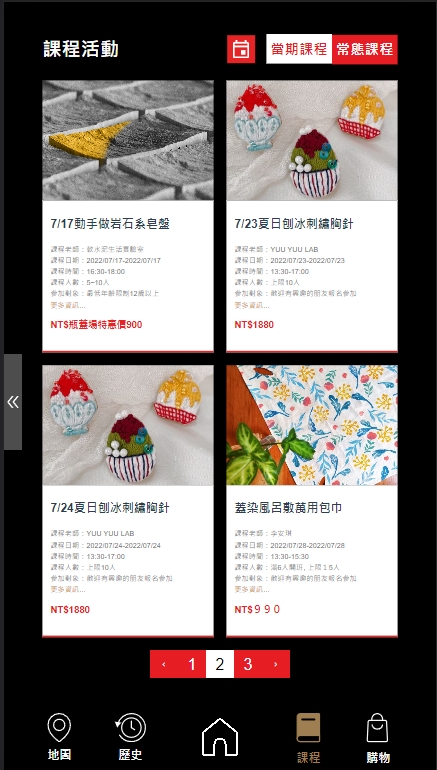 課程活動
當期課程 常態課程
7/17動手做岩石系皂盤
課程老師：軟水泥生活實驗室
課程日期：2022/07/17-2022/07/17
課程時間：16:30-18:00
課程人數：5~10人
參加對象：最低年齡限制12歲以上
更多資訊...
NT$瓶蓋場特惠價900
7/23夏日刨冰刺繡胸針
課程老師：YUU YUU LAB
課程日期：2022/07/23-2022/07/23
課程時間：13:30-17:00
課程人數：上限10人
參加對象：歡迎有興趣的朋友報名參加
更多資訊...
NT$1880
7/24夏日刨冰刺繡胸針
課程老師：YUU YUU LAB
課程日期：2022/07/24-2022/07/24
課程時間：13:30-17:00
課程人數：上限10人
參加對象：歡迎有興趣的朋友報名參加
更多資訊...
NT$1880
蓋染風呂敷萬用包巾
課程老師：李安琪
課程日期：2022/07/28-2022/07/28
課程時間：13:30-15:30
課程人數：滿6人開班, 上限１5人
參加對象：歡迎有興趣的朋友報名參加
更多資訊...
NT$９９０
‹ 1 2 3 ›
地圖 歷史 課程 購物